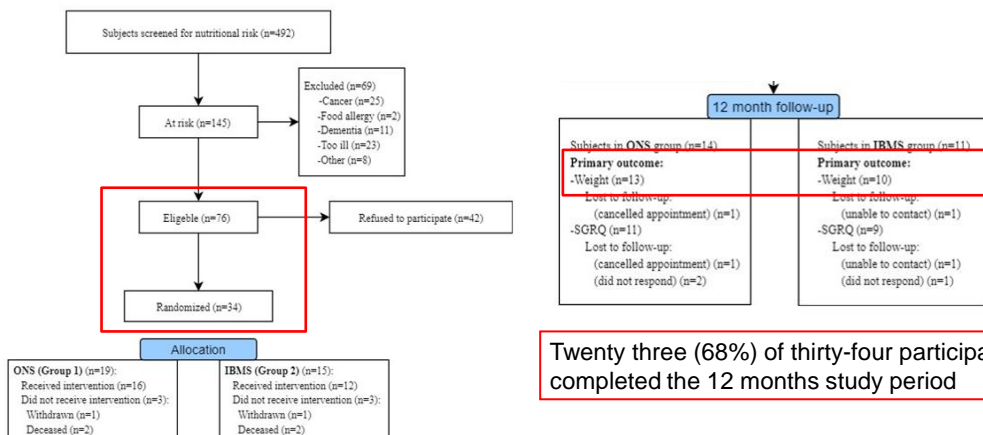 Subjects screened for nutritional risk (n=492)
Excluded (n=69)
-Cancer (n=25)
-Food allergy (n=2)
-Dementia (n=11)
-Too ill (n=23)
-Other (n=8)
At risk (n=145)
Eligeble (n=76)
Refused to participate (n=42)
Randomized (n=34)
Allocation
ONS (Group 1) (n=19):
Received intervention (n=16)
Did not receive intervention (n=3):
Withdrawn (n=1)
Deceased (n=2)
IBMS (Group 2) (n=15):
Received intervention (n=12)
Did not receive intervention (n=3):
Withdrawn (n=1)
Deceased (n=2)
12 month follow-up
Subjects in ONS group (n=14)
Primary outcome:
-Weight (n=13)
Lost to follow-up:
(cancelled appointment) (n=1)
-SGRQ (n=11)
Lost to follow-up:
(cancelled appointment) (n=1)
(did not respond) (n=2)
Subjects in IBMS group (n=11)
Primary outcome:
-Weight (n=10)
Lost to follow-up:
(unable to contact) (n=1)
-SGRQ (n=9)
Lost to follow-up:
(unable to contact) (n=1)
(did not respond) (n=1)
Twenty three (68%) of thirty-four participa
completed the 12 months study period